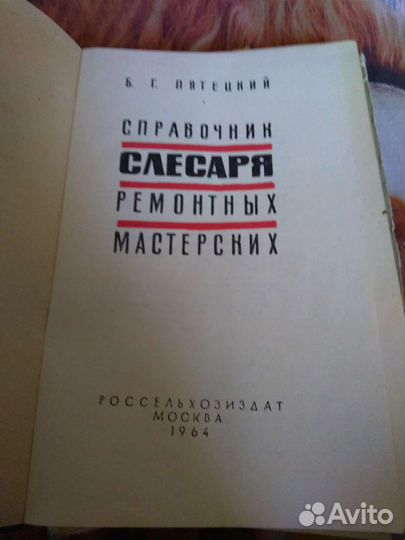 Б. Г. ПЯТЕЦКИЙ
СПРАВОЧНИК
СЛЕСАРЯ
РЕМОНТНЫХ
МАСТЕРСКИХ
РОССЕЛЬХОЗИЗДАТ
МОСКВА
1964
Avito